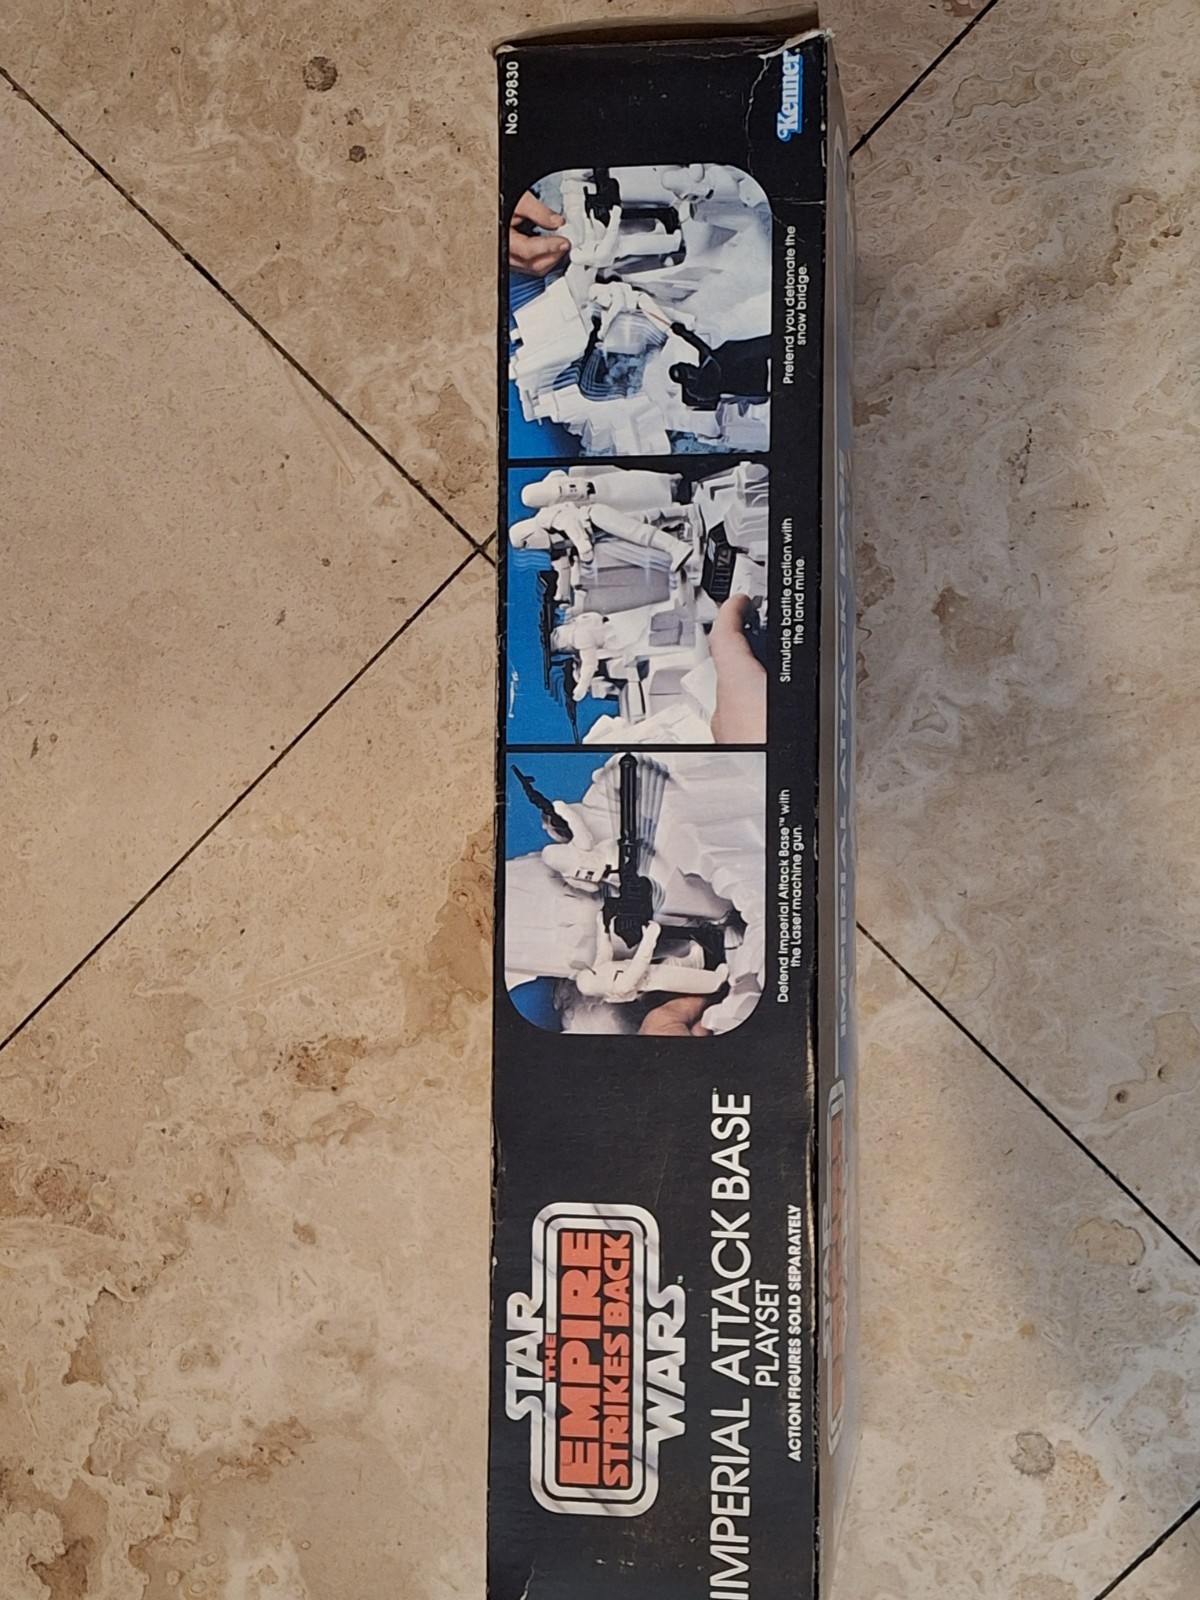 STAR
THE
EMPIRE
STRIKES BACK
WARS™
IMPERIAL ATTACK BASE
PLAYSET
ACTION FIGURES SOLD SEPARATELY
Defend Imperial Attack Base™ with
the Laser machine gun.
Simulate battle action with
the land mine.
Pretend you detonate the
snow bridge.
No. 39830
Kenner
IMPERIAL ATTACK BASE